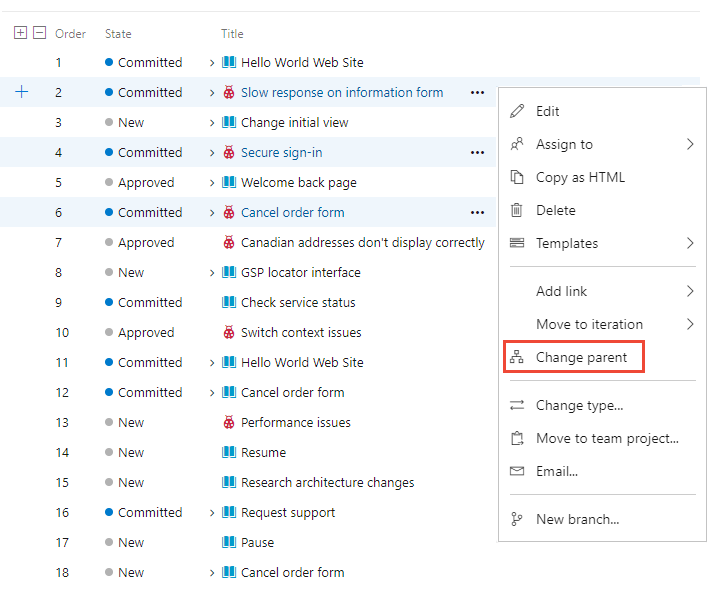 Order State Title
1 Committed Hello World Web Site
2 Committed Slow response on information form
3 New Change initial view
4 Committed Secure sign-in
5 Approved Welcome back page
6 Committed Cancel order form
7 Approved Canadian addresses don't display correctly
8 New GSP locator interface
9 Committed Check service status
10 Approved Switch context issues
11 Committed Hello World Web Site
12 Committed Cancel order form
13 New Performance issues
14 New Resume
15 New Research architecture changes
16 Committed Request support
17 New Pause
18 New Cancel order form
Edit
Assign to
Copy as HTML
Delete
Templates
Add link
Move to iteration
Change parent
Change type...
Move to team project...
Email...
New branch...